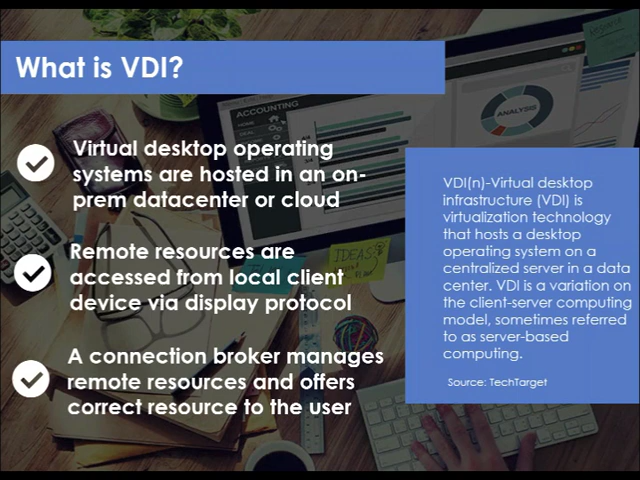 What is VDI?
Virtual desktop operating
systems are hosted in an on-
prem datacenter or cloud
Remote resources are
accessed from local client
device via display protocol
A connection broker manages
remote resources and offers
correct resource to the user
VDI(n)-Virtual desktop
infrastructure (VDI) is
virtualization technology
that hosts a desktop
operating system on a
centralized server in a data
center. VDI is a variation on
the client-server computing
model, sometimes referred
to as server-based
computing.
Source: TechTarget
ACCOUNTING
HOME
ANALYSIS
IDEAS